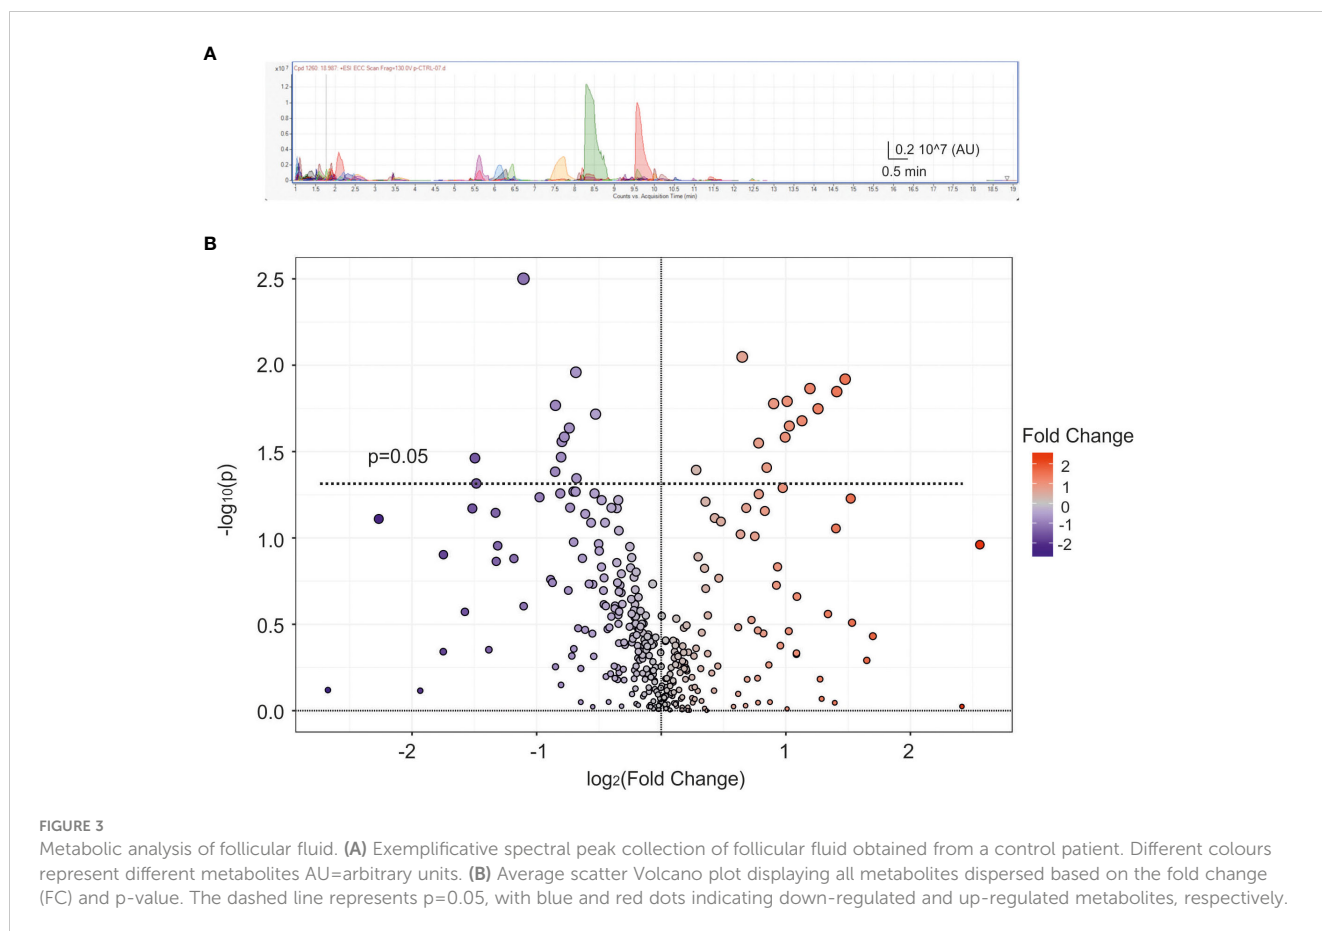 A
x10 7 Cpd 1260 18.987: +ESI ECC Scan Frag=130.0V p-CTRL-07.d
1.2
1
0.8
0.6
0.4
0.2
0
0.2 10^7 (AU)
0.5 min
1.5 2 2.5 3 3.5 4 4.5 5 5.5 6 6.5 7 7.5 8 8.5 9 9.5 10 10.5 11 11.5 12 12.5 13 13.5 14 14.5 15 15.5 16 16.5 17 17.5 18 18.5 19
Counts vs. Acquisition Time (min)
B
2.5
2.0
1.5
1.0
0.5
0.0
-log10(p)
p=0.05
-2 -1 1 2
log2(Fold Change)
Fold Change
2
1
0
-1
-2
FIGURE 3
Metabolic analysis of follicular fluid. (A) Exemplificative spectral peak collection of follicular fluid obtained from a control patient. Different colours
represent different metabolites AU=arbitrary units. (B) Average scatter Volcano plot displaying all metabolites dispersed based on the fold change
(FC) and p-value. The dashed line represents p=0.05, with blue and red dots indicating down-regulated and up-regulated metabolites, respectively.